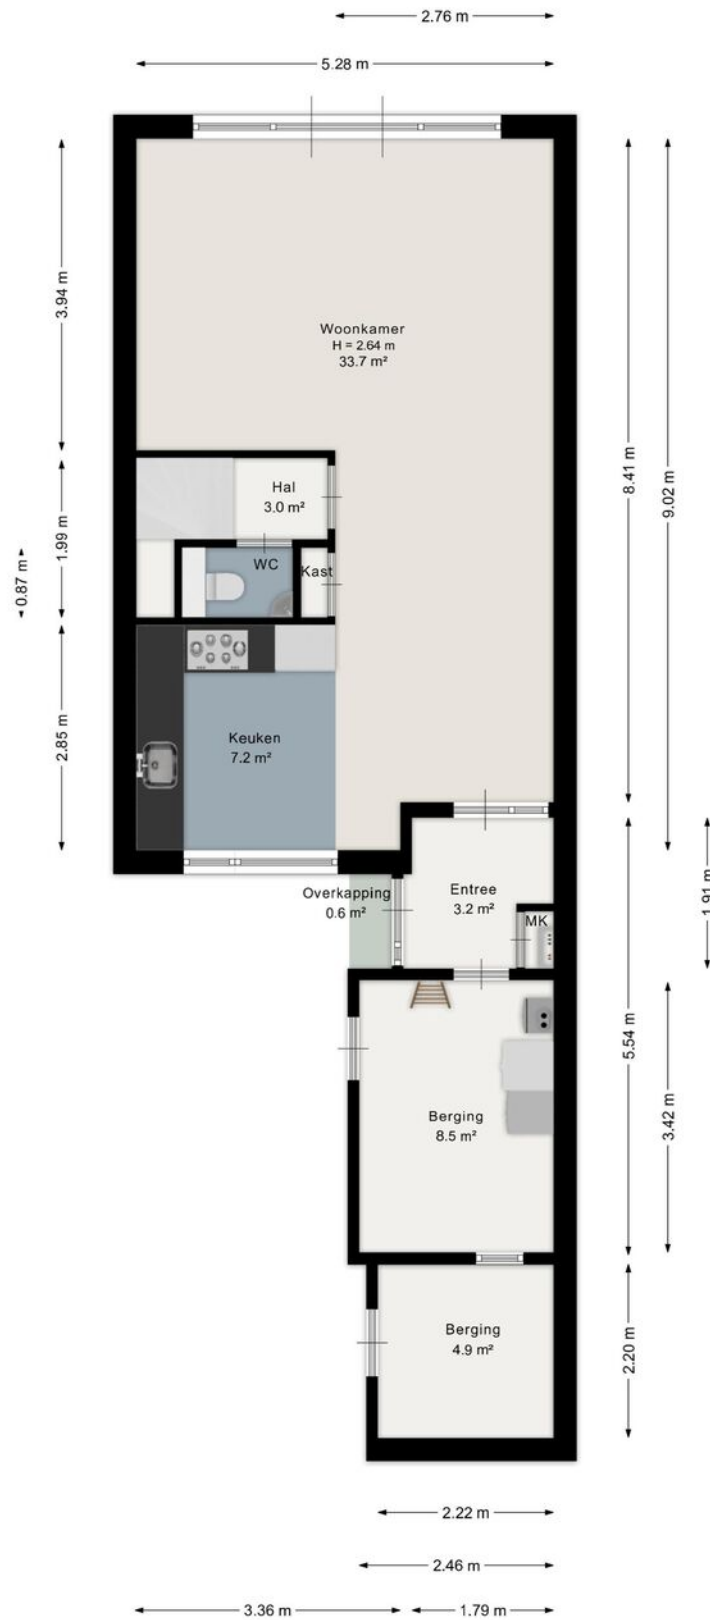 2.76 m
5.28 m
3.94 m
Woonkamer
H = 2.64 m
33.7 m²
8.41 m
9.02 m
Hal
3.0 m²
1.99 m
0.87 m
WC
Kast
2.85 m
Keuken
7.2 m²
Overkapping
0.6 m²
Entree
3.2 m²
MK
1.91 m
5.54 m
3.42 m
Berging
8.5 m²
Berging
4.9 m²
2.20 m
2.22 m
2.46 m
3.36 m
1.79 m